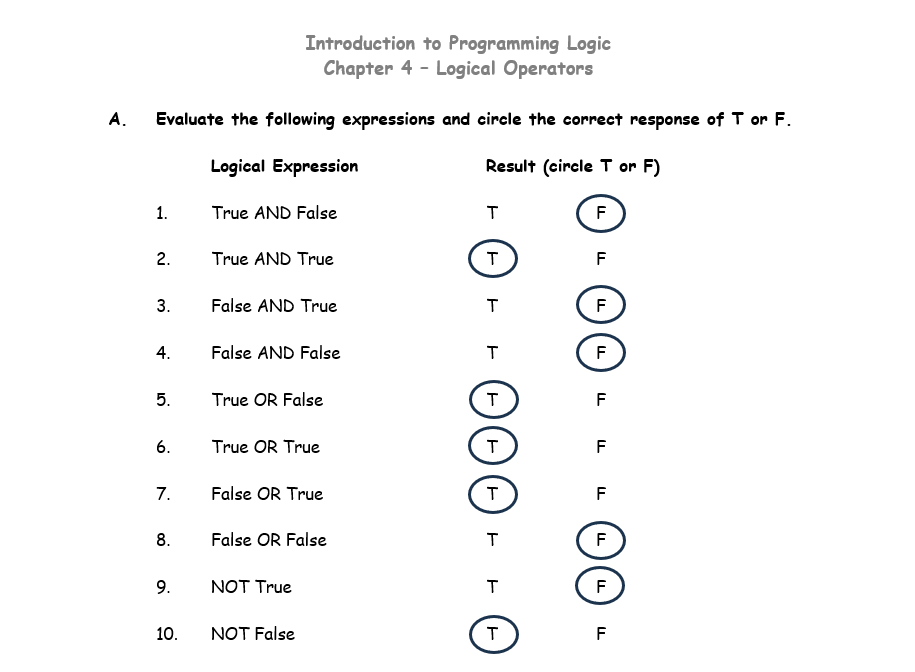 Introduction to Programming Logic
Chapter 4 – Logical Operators
A. Evaluate the following expressions and circle the correct response of T or F.
Logical Expression Result (circle T or F)
1. True AND False T F
2. True AND True T F
3. False AND True T F
4. False AND False T F
5. True OR False T F
6. True OR True T F
7. False OR True T F
8. False OR False T F
9. NOT True T F
10. NOT False T F